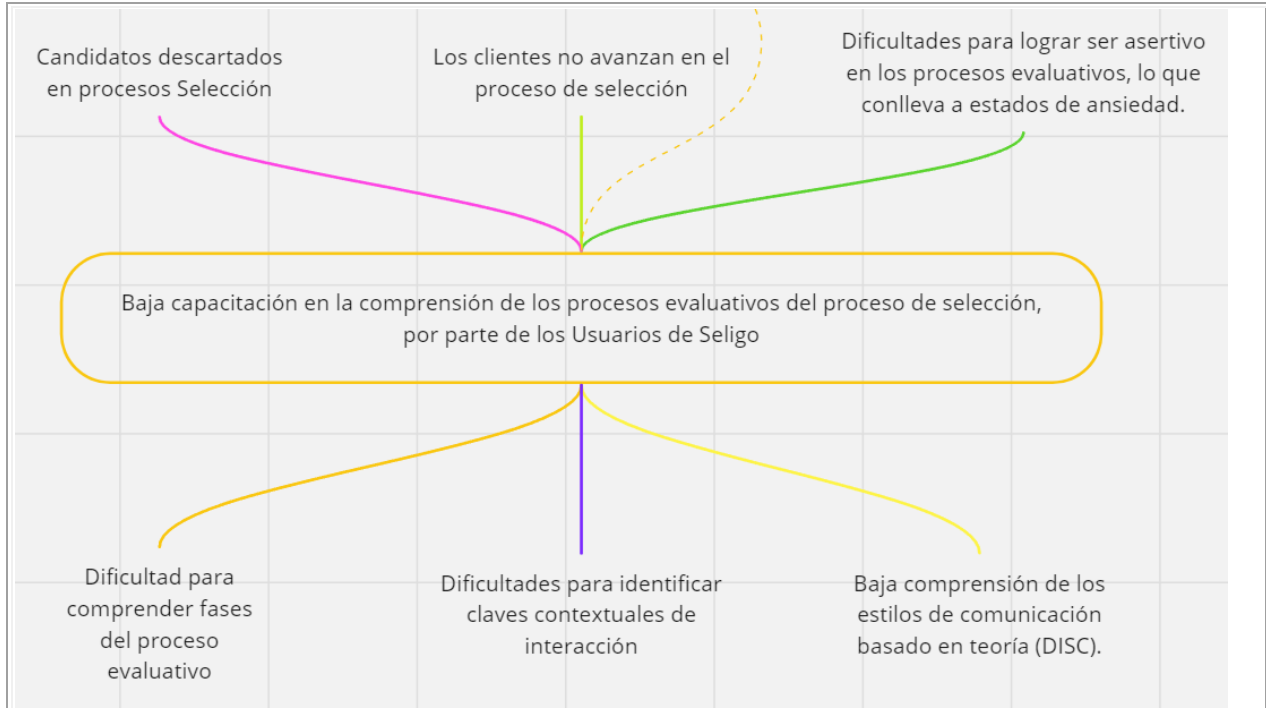 Candidatos descartados
en procesos Selección
Los clientes no avanzan en el
proceso de selección
Dificultades para lograr ser asertivo
en los procesos evaluativos, lo que
conlleva a estados de ansiedad.
Baja capacitación en la comprensión de los procesos evaluativos del proceso de selección,
por parte de los Usuarios de Seligo
Dificultad para
comprender fases
del proceso
evaluativo
Dificultades para identificar
claves contextuales de
interacción
Baja comprensión de los
estilos de comunicación
basado en teoría (DISC).